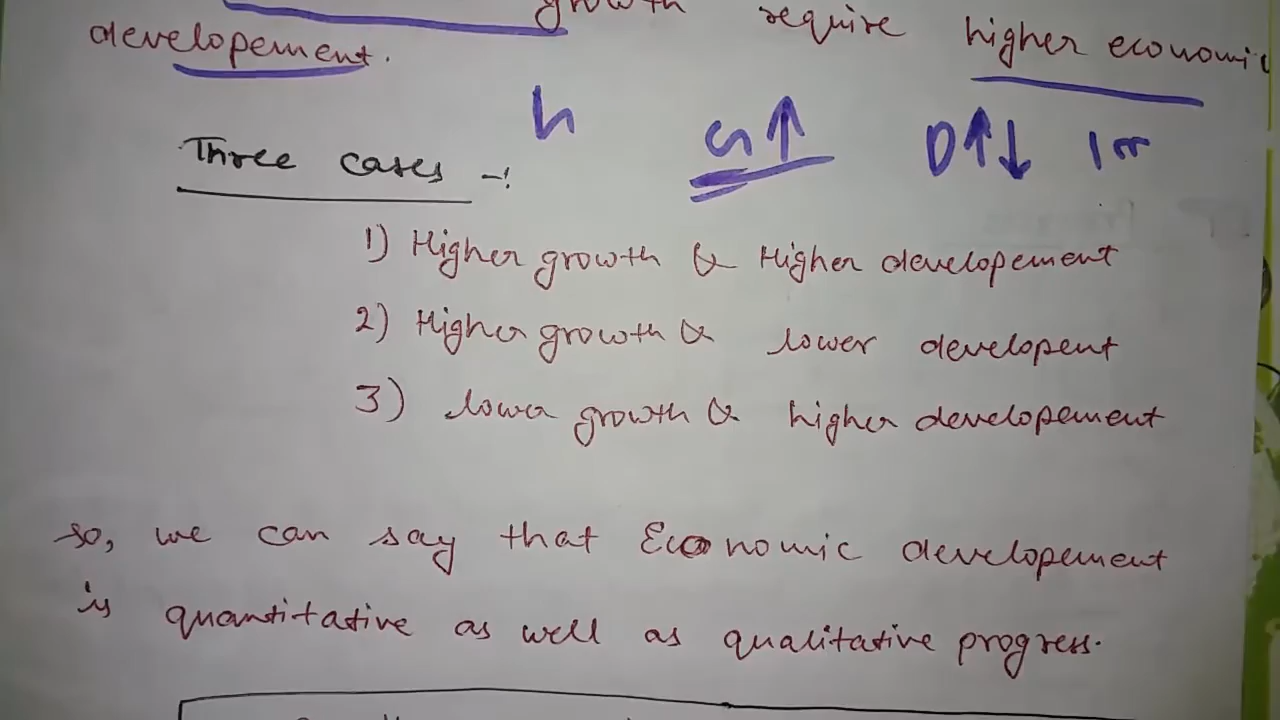 growth require higher economic
developement.
h G↑ D↑↓
Three cases -:
1) Higher growth & Higher developement
2) Higher growth & lower developent
3) lower growth & higher developement
so, we can say that Economic developement
is quantitative as well as qualitative progress.